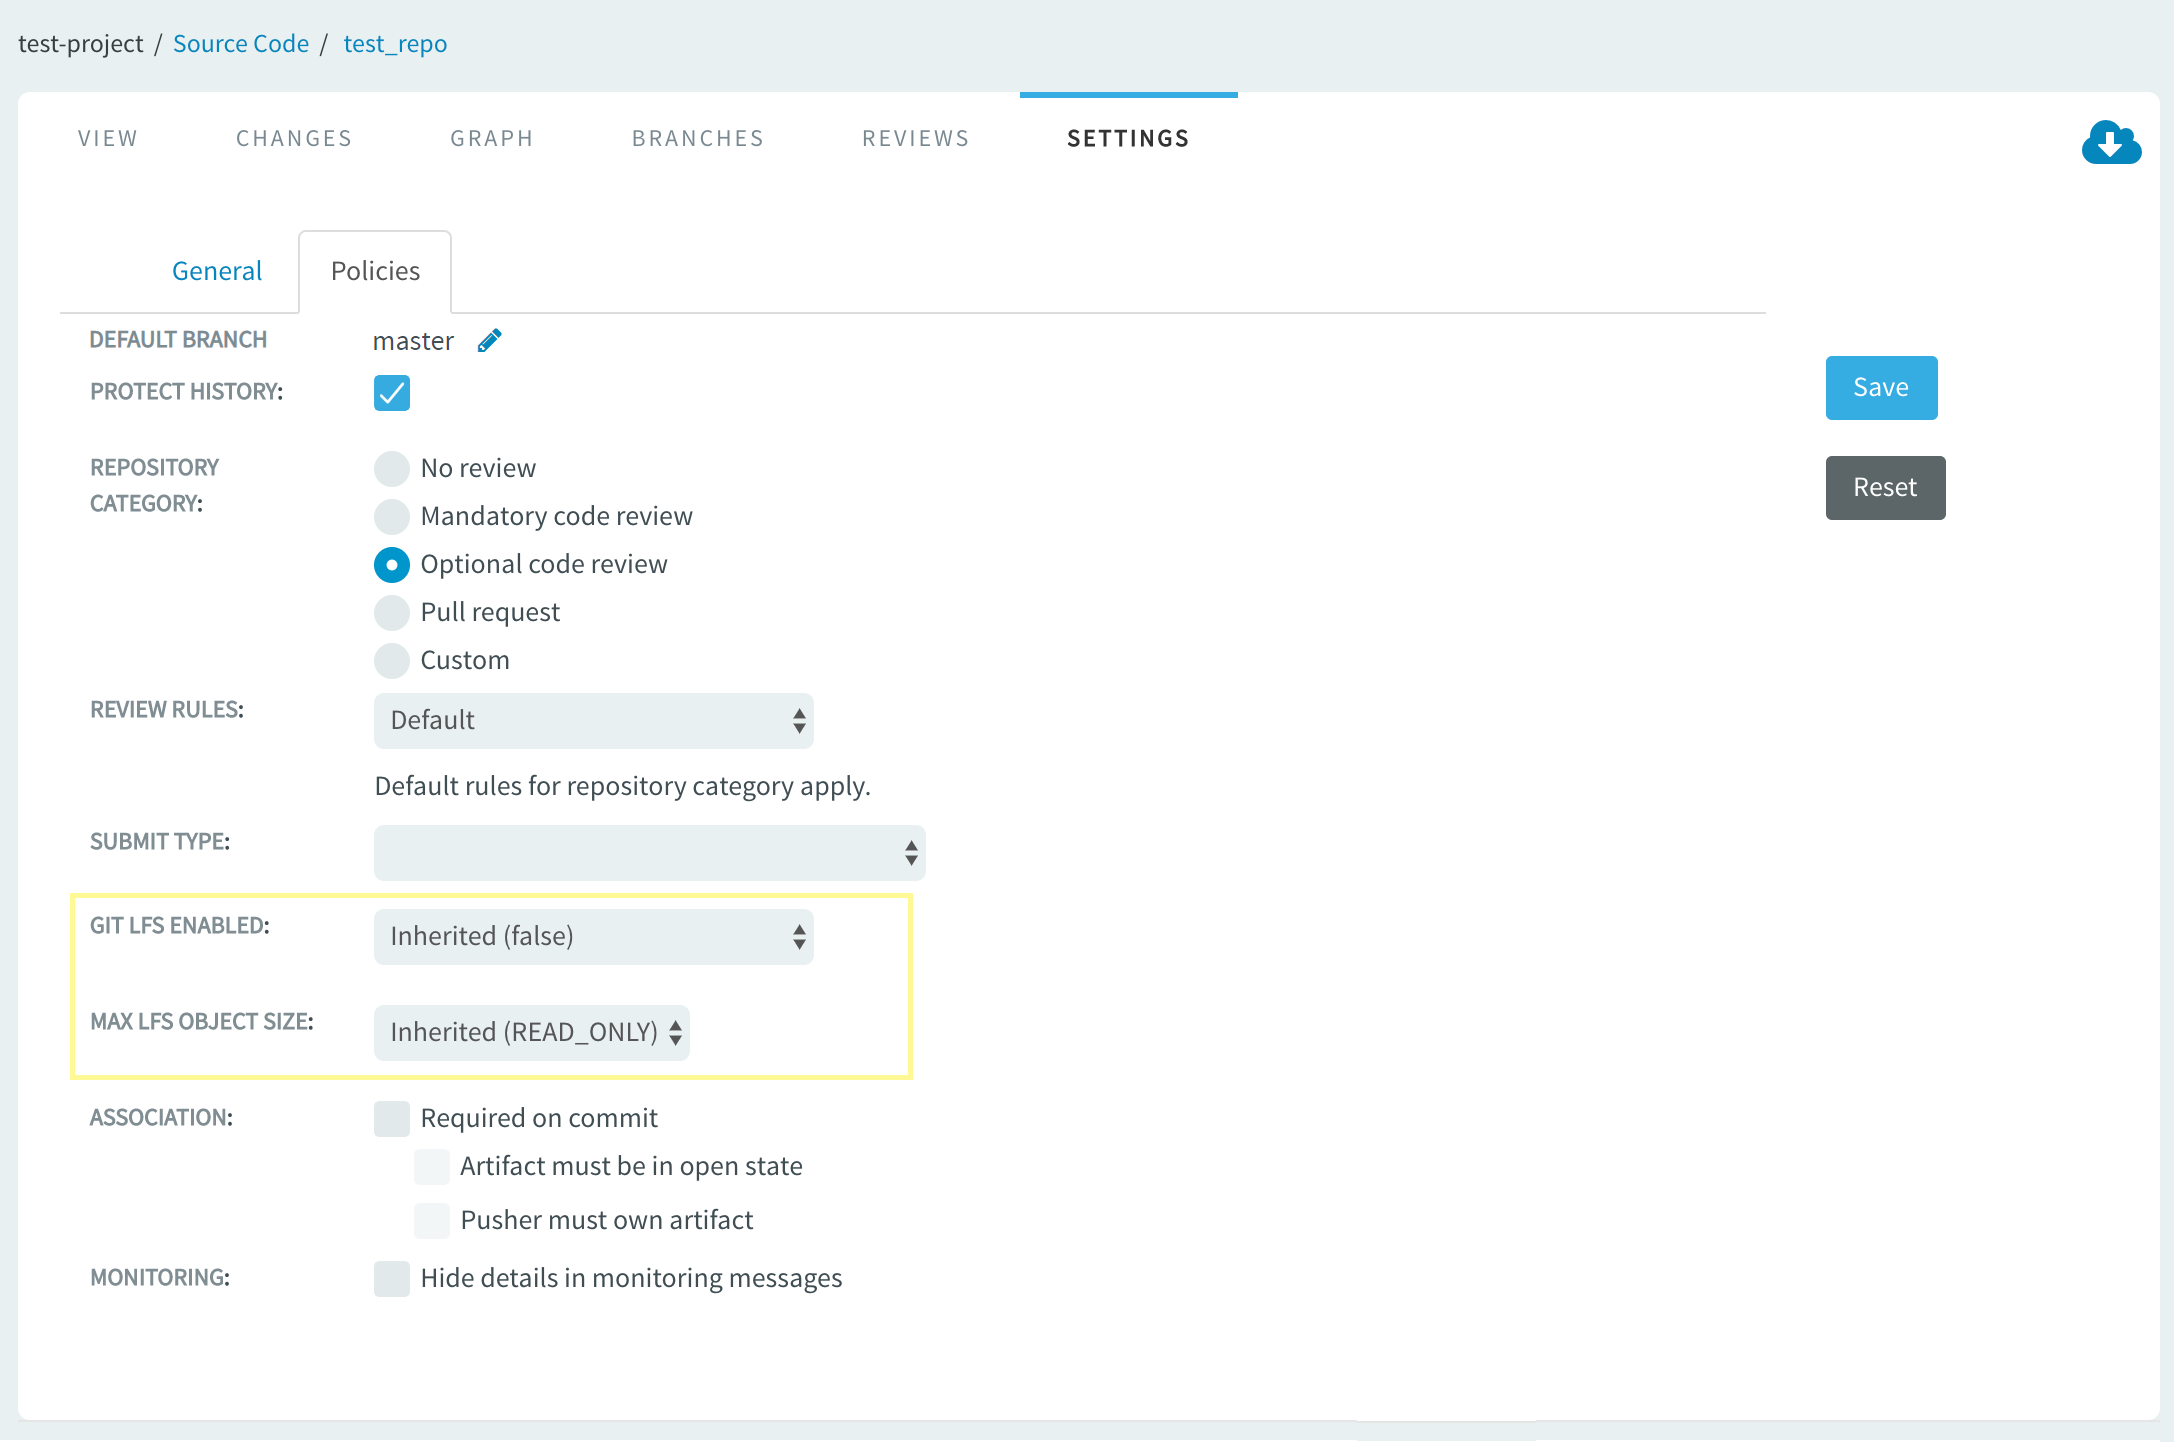 test-project / Source Code / test_repo
VIEW CHANGES GRAPH BRANCHES REVIEWS SETTINGS
General Policies
DEFAULT BRANCH master
PROTECT HISTORY:
Save
REPOSITORY CATEGORY:
No review
Mandatory code review
Optional code review
Pull request
Custom
Reset
REVIEW RULES: Default
Default rules for repository category apply.
SUBMIT TYPE:
GIT LFS ENABLED: Inherited (false)
MAX LFS OBJECT SIZE: Inherited (READ_ONLY)
ASSOCIATION: Required on commit
Artifact must be in open state
Pusher must own artifact
MONITORING: Hide details in monitoring messages